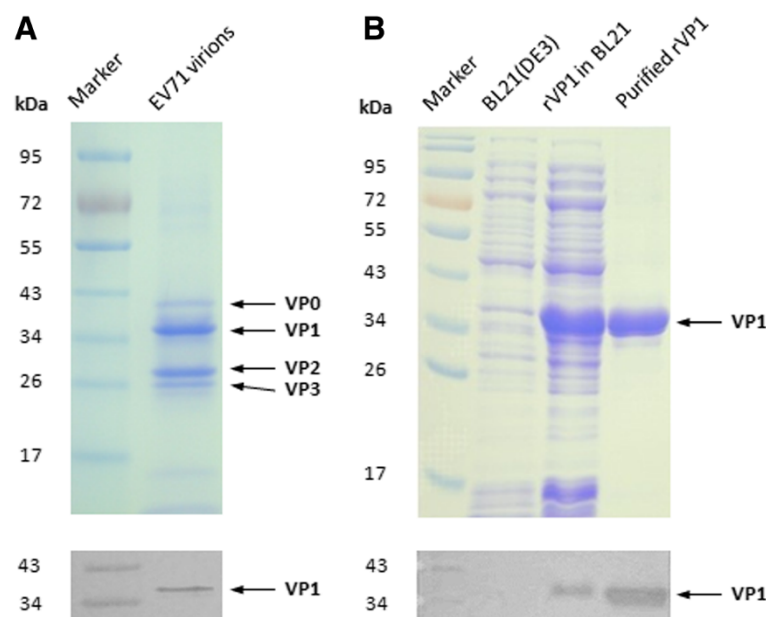 A
kDa
Marker
EV71 virions
95
72
55
43
34
26
17
VP0
VP1
VP2
VP3
43
34
VP1
B
kDa
Marker
BL21(DE3)
rVP1 in BL21
Purified rVP1
95
72
55
43
34
26
17
VP1
43
34
VP1